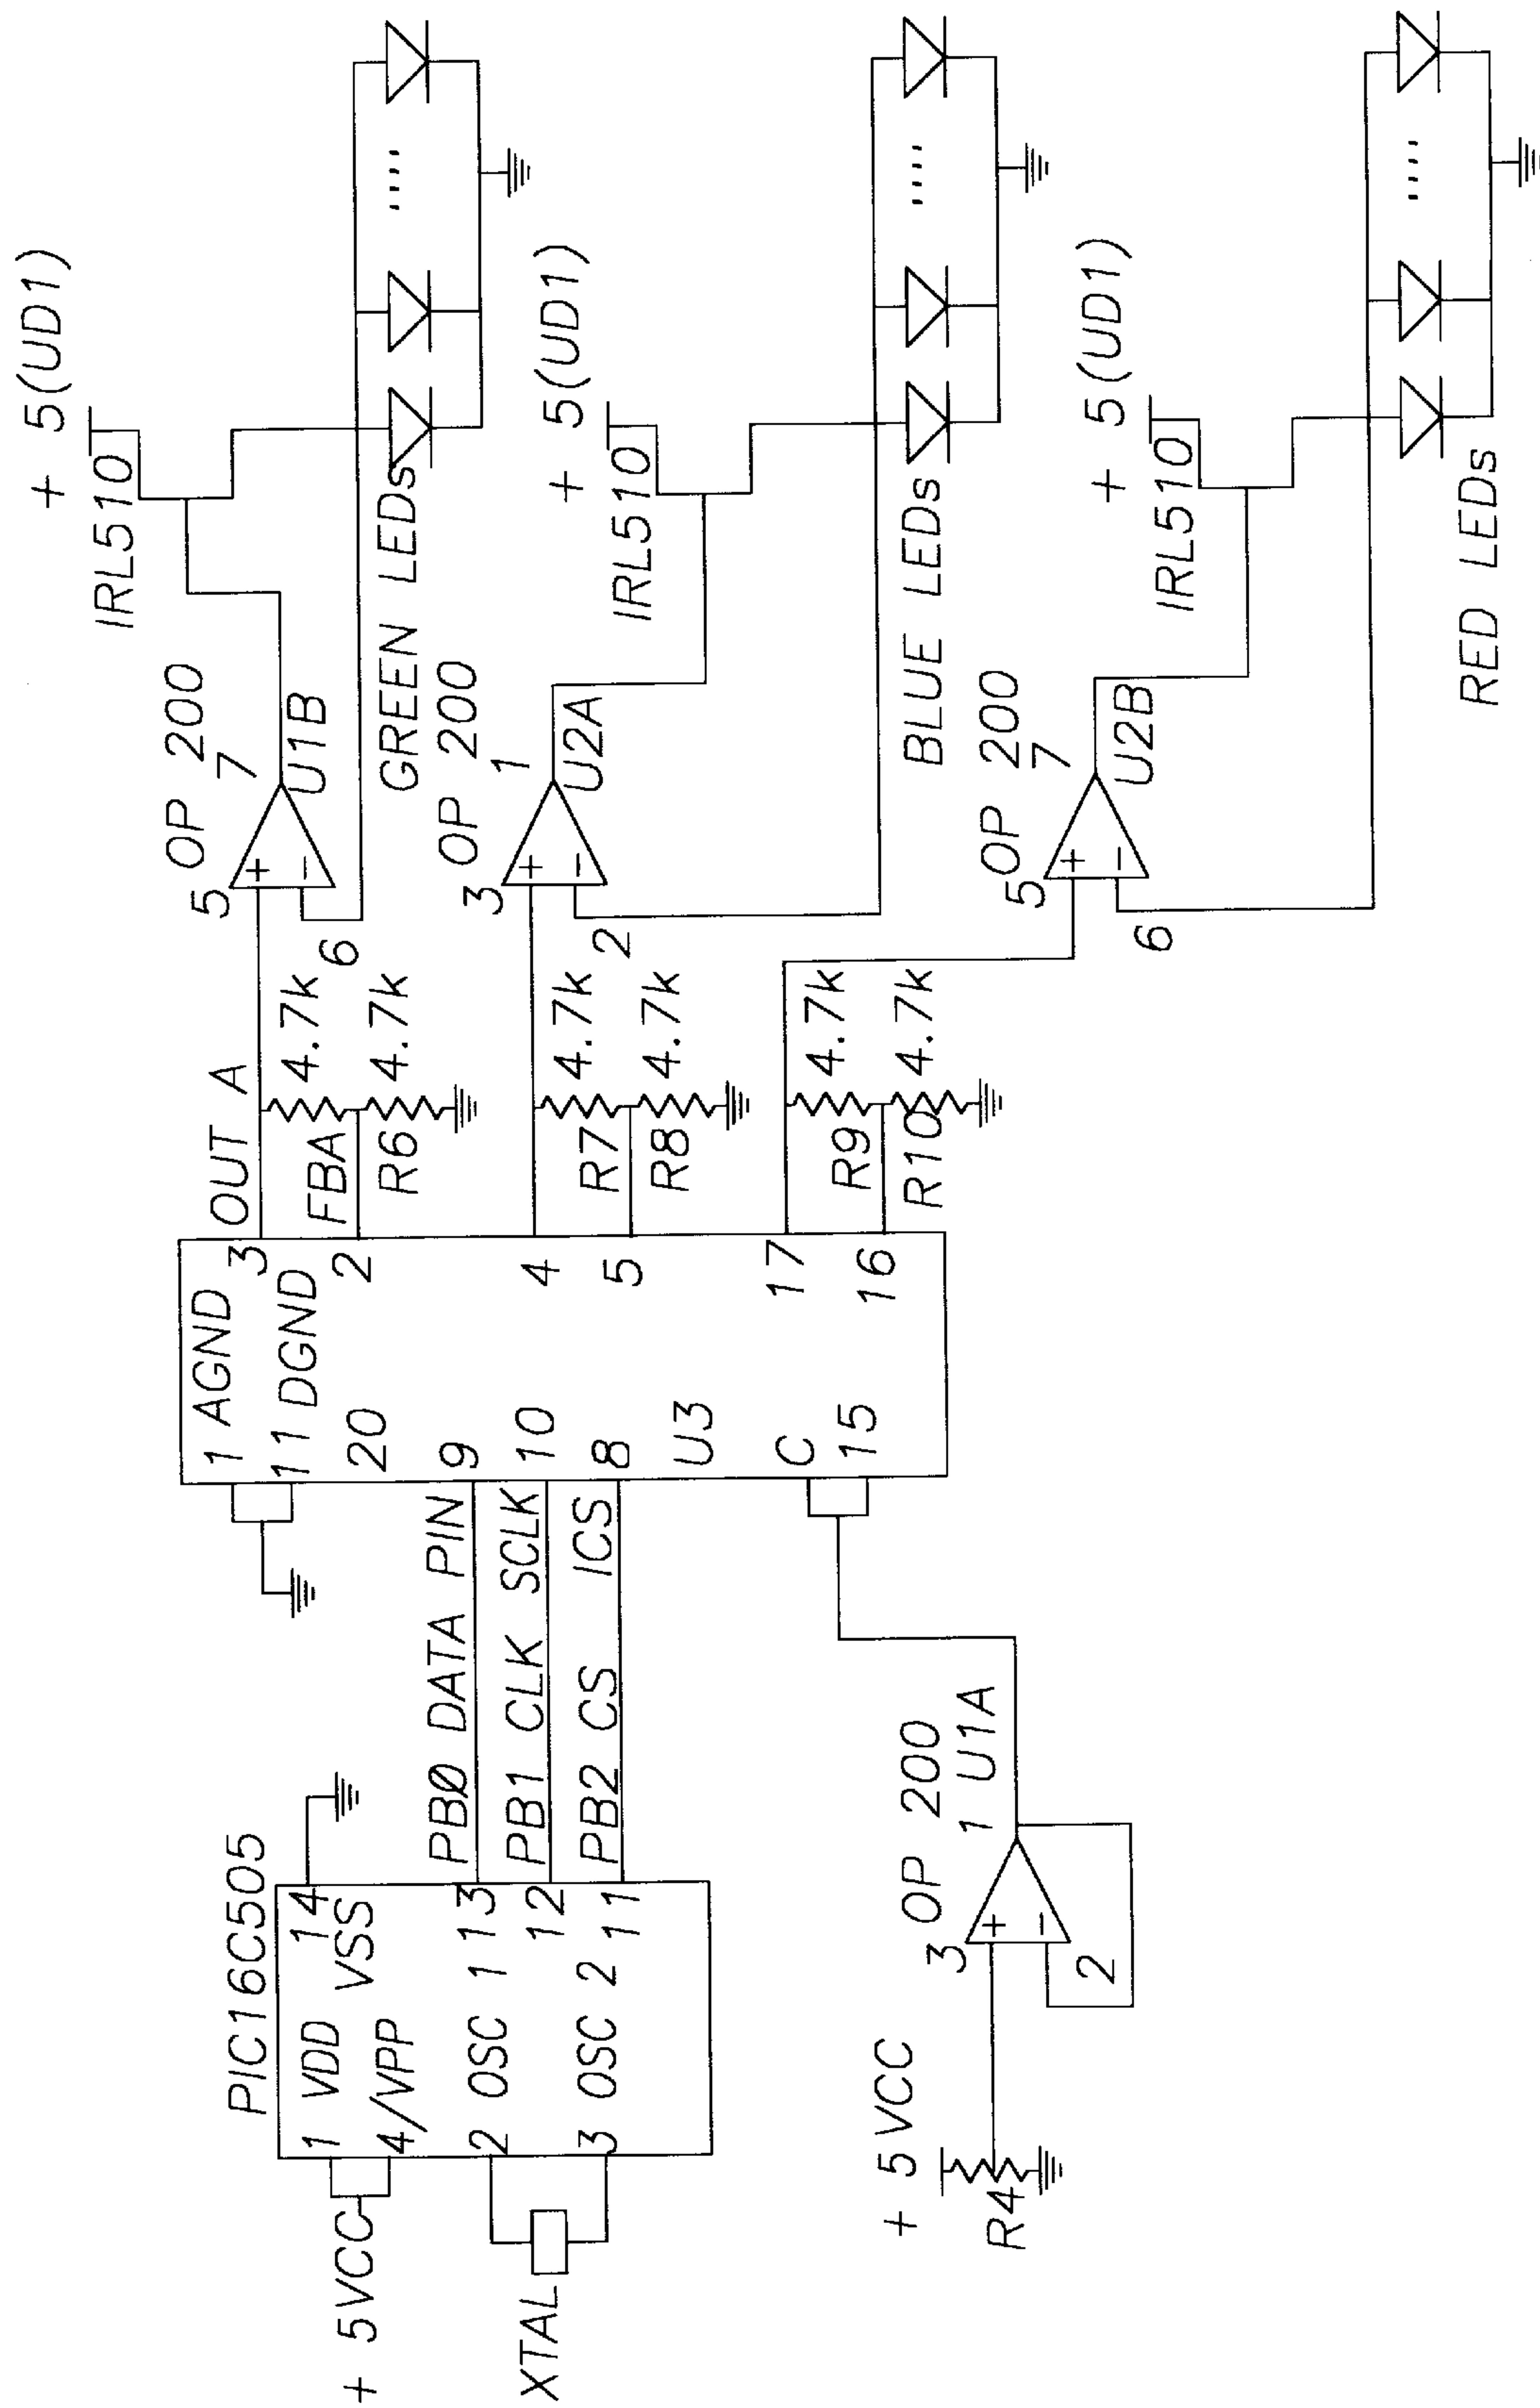 + 5VCC
XTAL
PIC16C505
1 VDD
14
VSS
4/VPP
2 OSC 1 13
12
3 OSC 2 11
PB0 DATA PIN
PB1 CLK SCLK
PB2 CS ICS
+ 5VCC
R4
3
OP 200
1 U1A
2
1 AGND
11 DGND
20
9
10
8
U3
C
15
3
2
4
5
17
16
OUT A
4.7k
FBA
4.7k
R6
R7
4.7k
R8
4.7k
R9
4.7k
R10
4.7k
OP 200
5
+
-
7
6
U1B
IRL510
+ 5(UD1)
GREEN LEDs
OP 200
3
+
-
1
2
U2A
IRL510
+ 5(UD1)
BLUE LEDs
OP 200
5
+
-
7
6
U2B
IRL510
+ 5(UD1)
RED LEDs